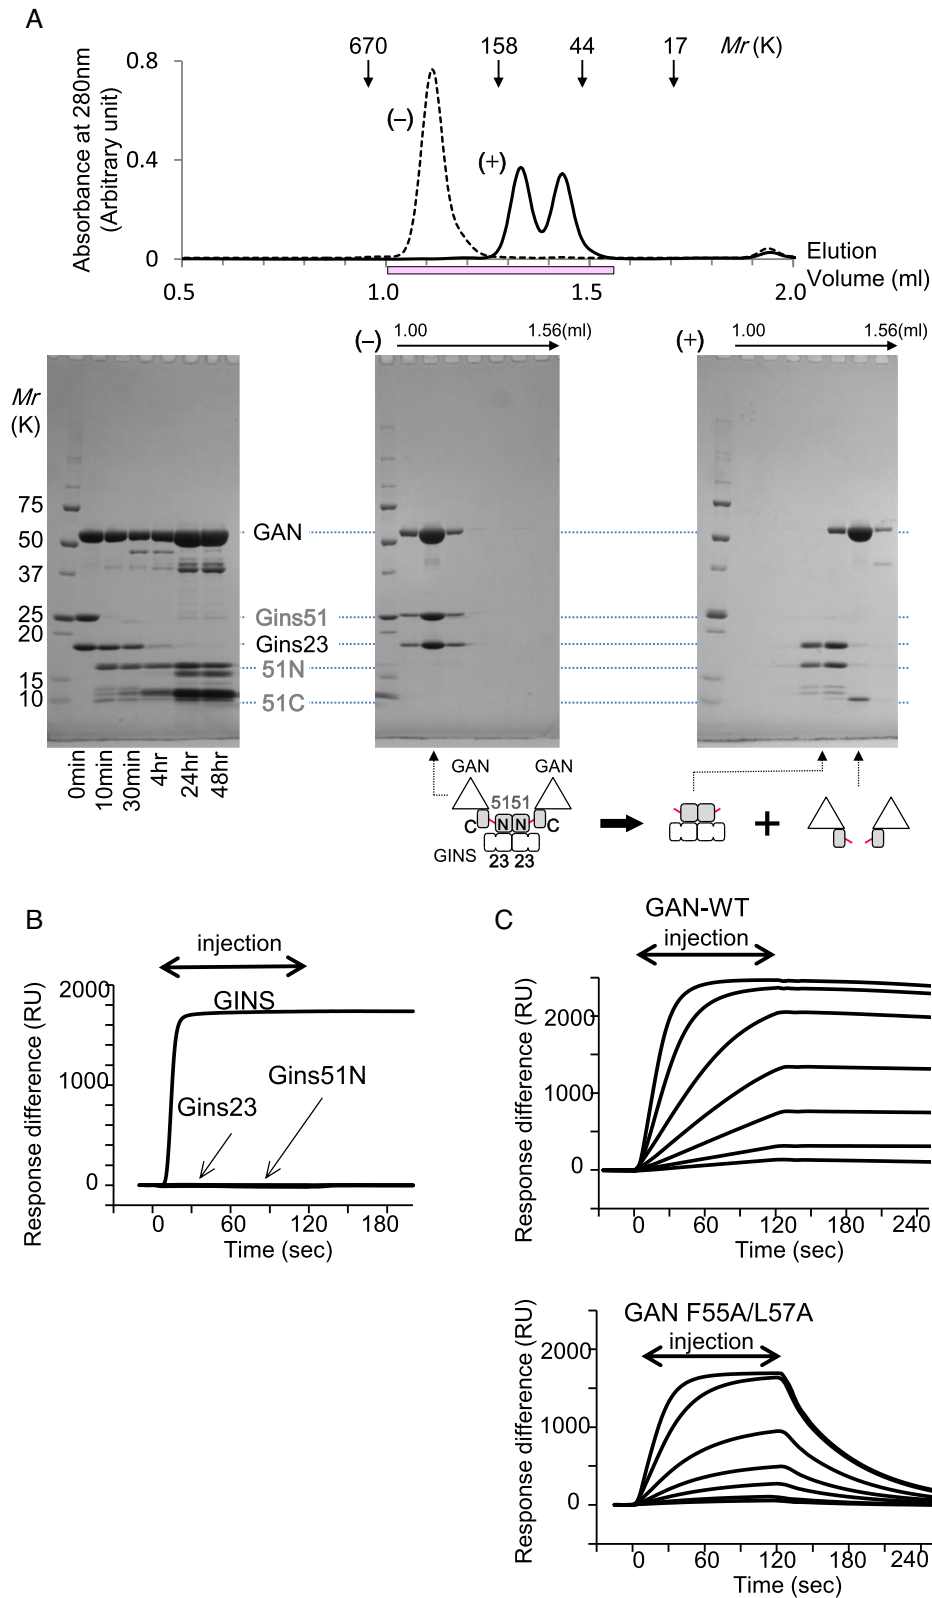 A
670 158 44 17 Mr (K)
Absorbance at 280nm
(Arbitrary unit)
0.8
0.4
0
(–)
(+)
0.5 1.0 1.5 2.0
Elution
Volume (ml)
Mr
(K)
75
50
37
25
20
15
10
0min
10min
30min
4hr
24hr
48hr
GAN
Gins51
Gins23
51N
51C
(–) 1.00 1.56(ml)
(+) 1.00 1.56(ml)
GAN GAN
5151
C N N C
GINS 23 23
+
B
injection
GINS
Gins51N
Gins23
Response difference (RU)
2000
1000
0
0 60 120 180
Time (sec)
C
GAN-WT
injection
Response difference (RU)
2000
1000
0
0 60 120 180 240
Time (sec)
GAN F55A/L57A
injection
Response difference (RU)
2000
1000
0
0 60 120 180 240
Time (sec)